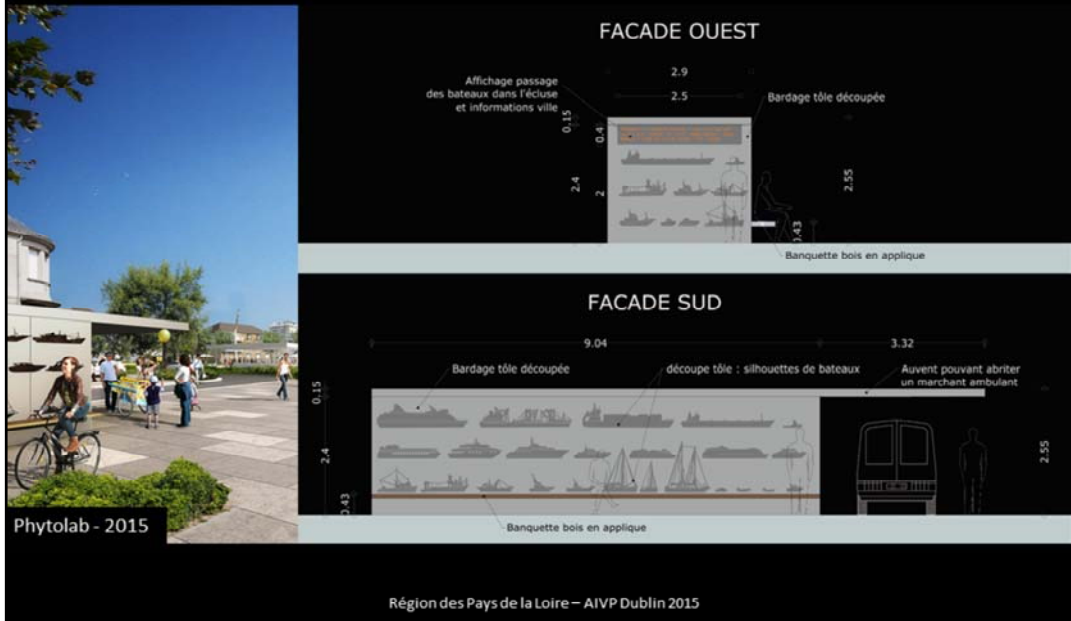 FACADE OUEST
2.9
Affichage passage
des bateaux dans l'écluse
et informations ville
2.5
Bardage tôle découpée
0.15
0.4
2.4
2
2.55
0.43
Banquette bois en applique
FACADE SUD
9.04
3.32
Bardage tôle découpée
découpe tôle : silhouettes de bateaux
Auvent pouvant abriter
un marchant ambulant
0.15
2.4
0.43
2.55
Banquette bois en applique
Phytolab - 2015
Région des Pays de la Loire – AIVP Dublin 2015